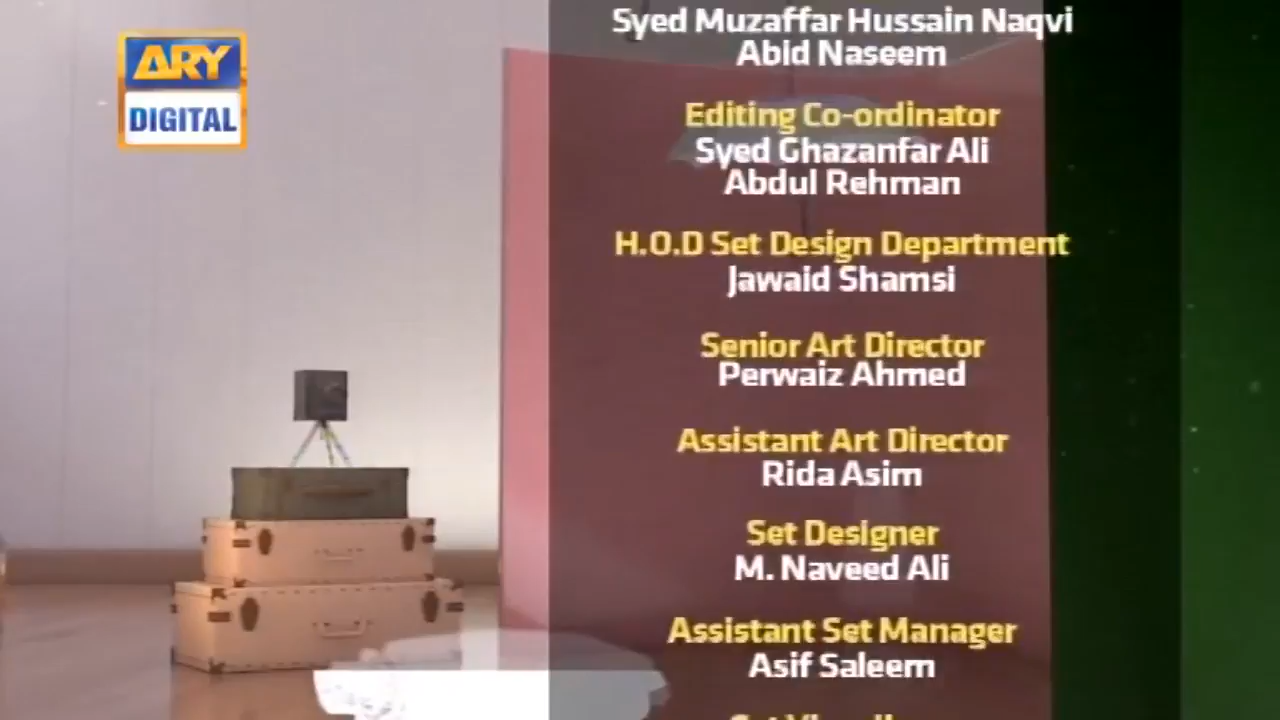 ARY
DIGITAL
Syed Muzaffar Hussain Naqvi
Abid Naseem
Editing Co-ordinator
Syed Ghazanfar Ali
Abdul Rehman
H.O.D Set Design Department
Jawaid Shamsi
Senior Art Director
Perwaiz Ahmed
Assistant Art Director
Rida Asim
Set Designer
M. Naveed Ali
Assistant Set Manager
Asif Saleem